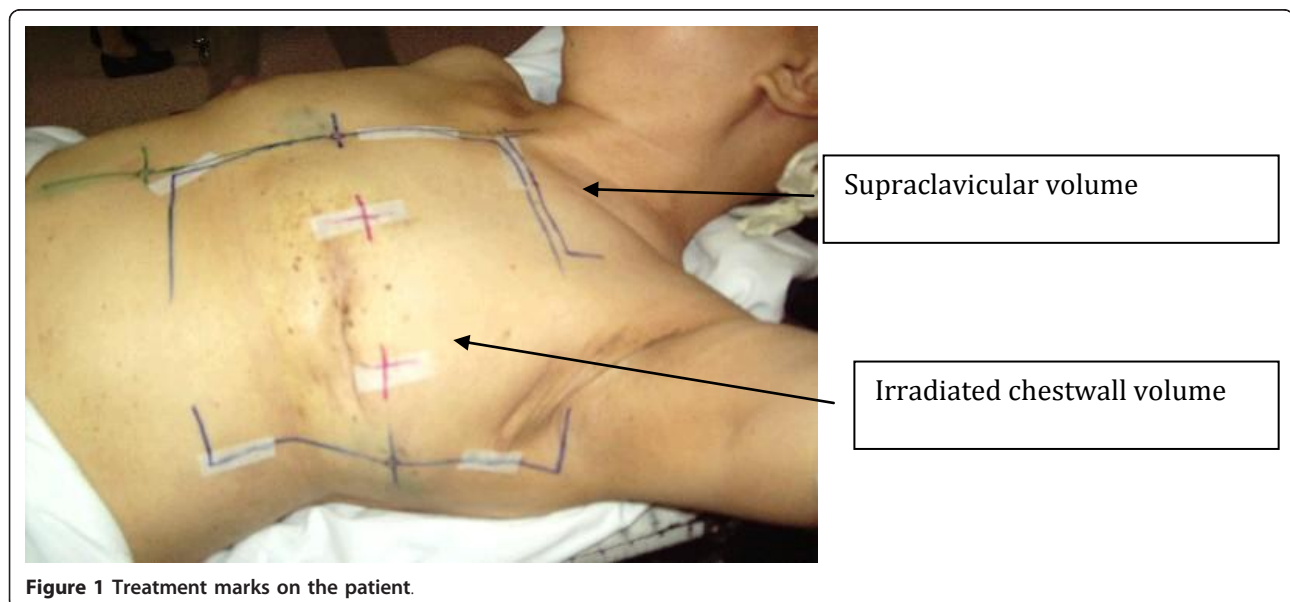 Supraclavicular volume
Irradiated chestwall volume
Figure 1 Treatment marks on the patient.